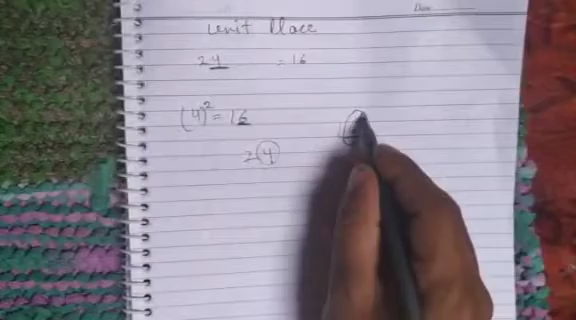 Date
Unit Place
24 = 16
(4)² = 16
24